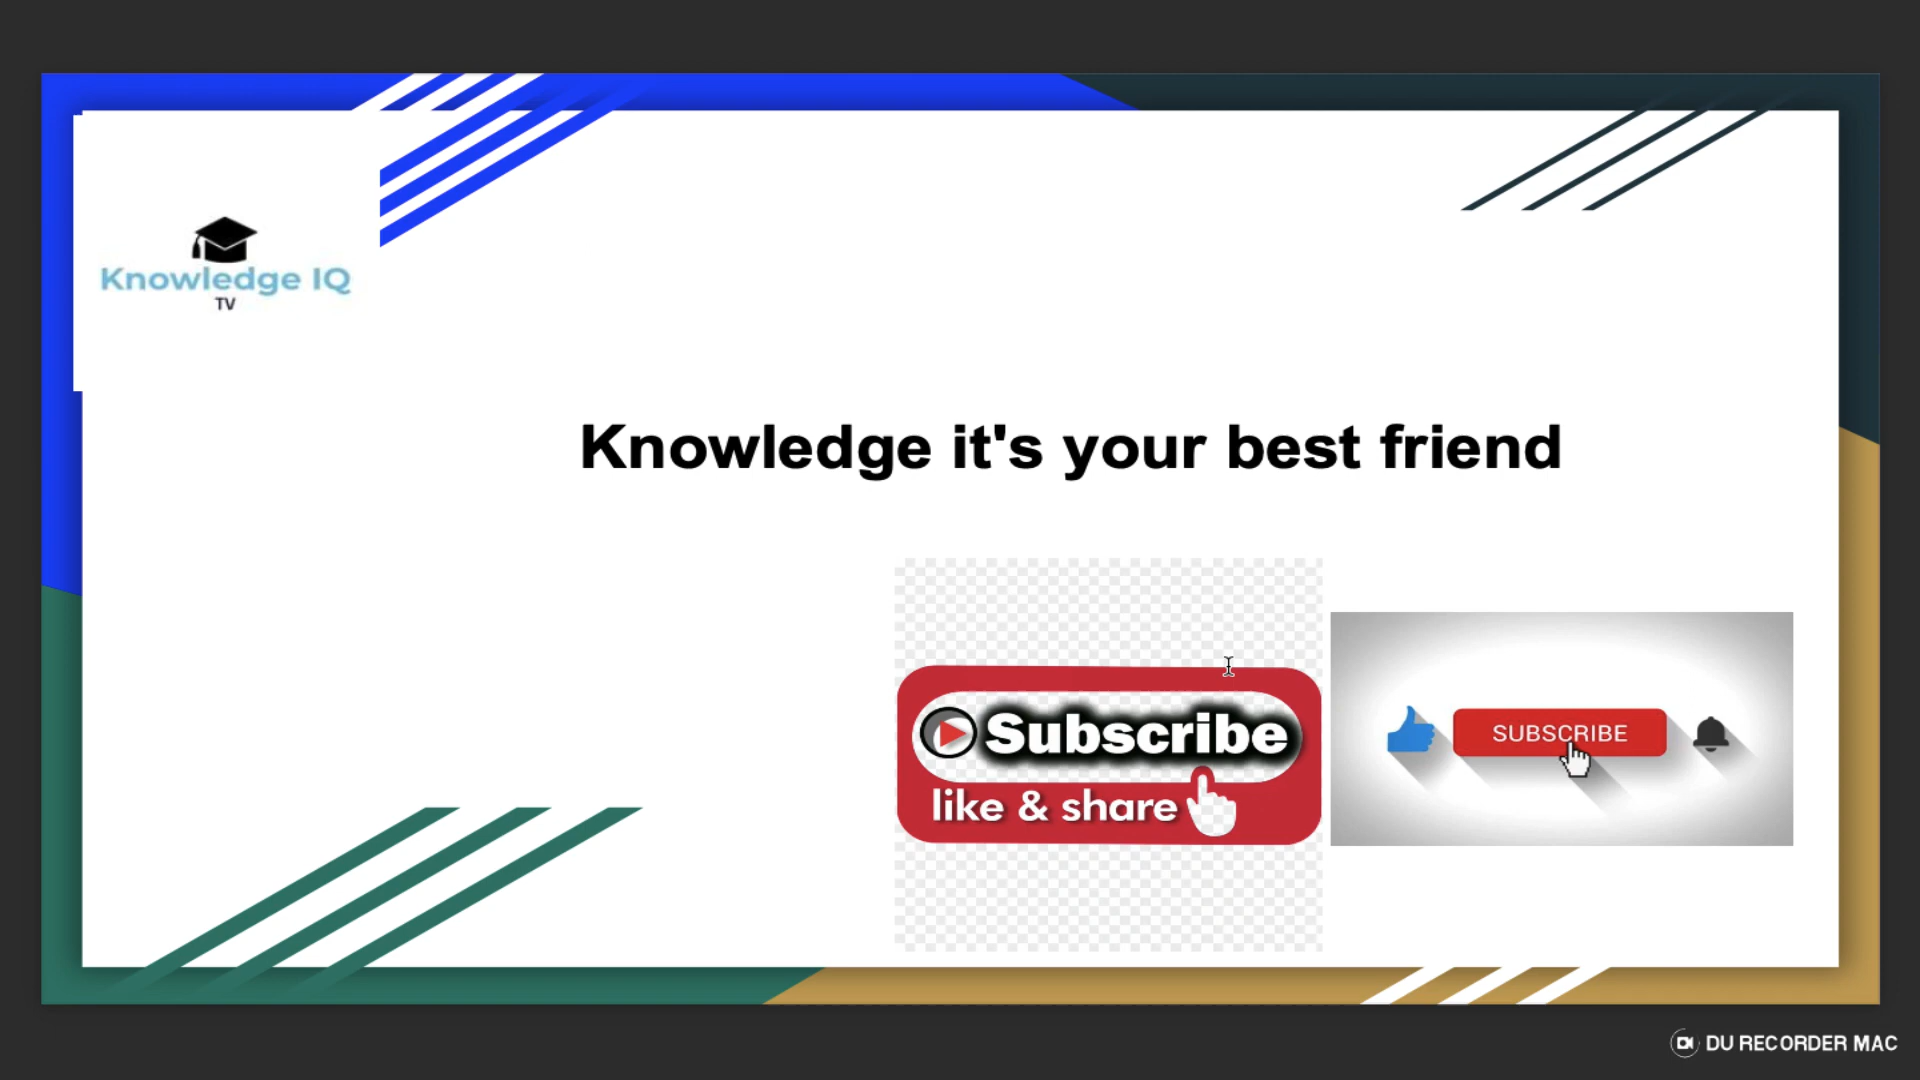 Knowledge IQ
TV
Knowledge it's your best friend
Subscribe
like & share
SUBSCRIBE
DU RECORDER MAC